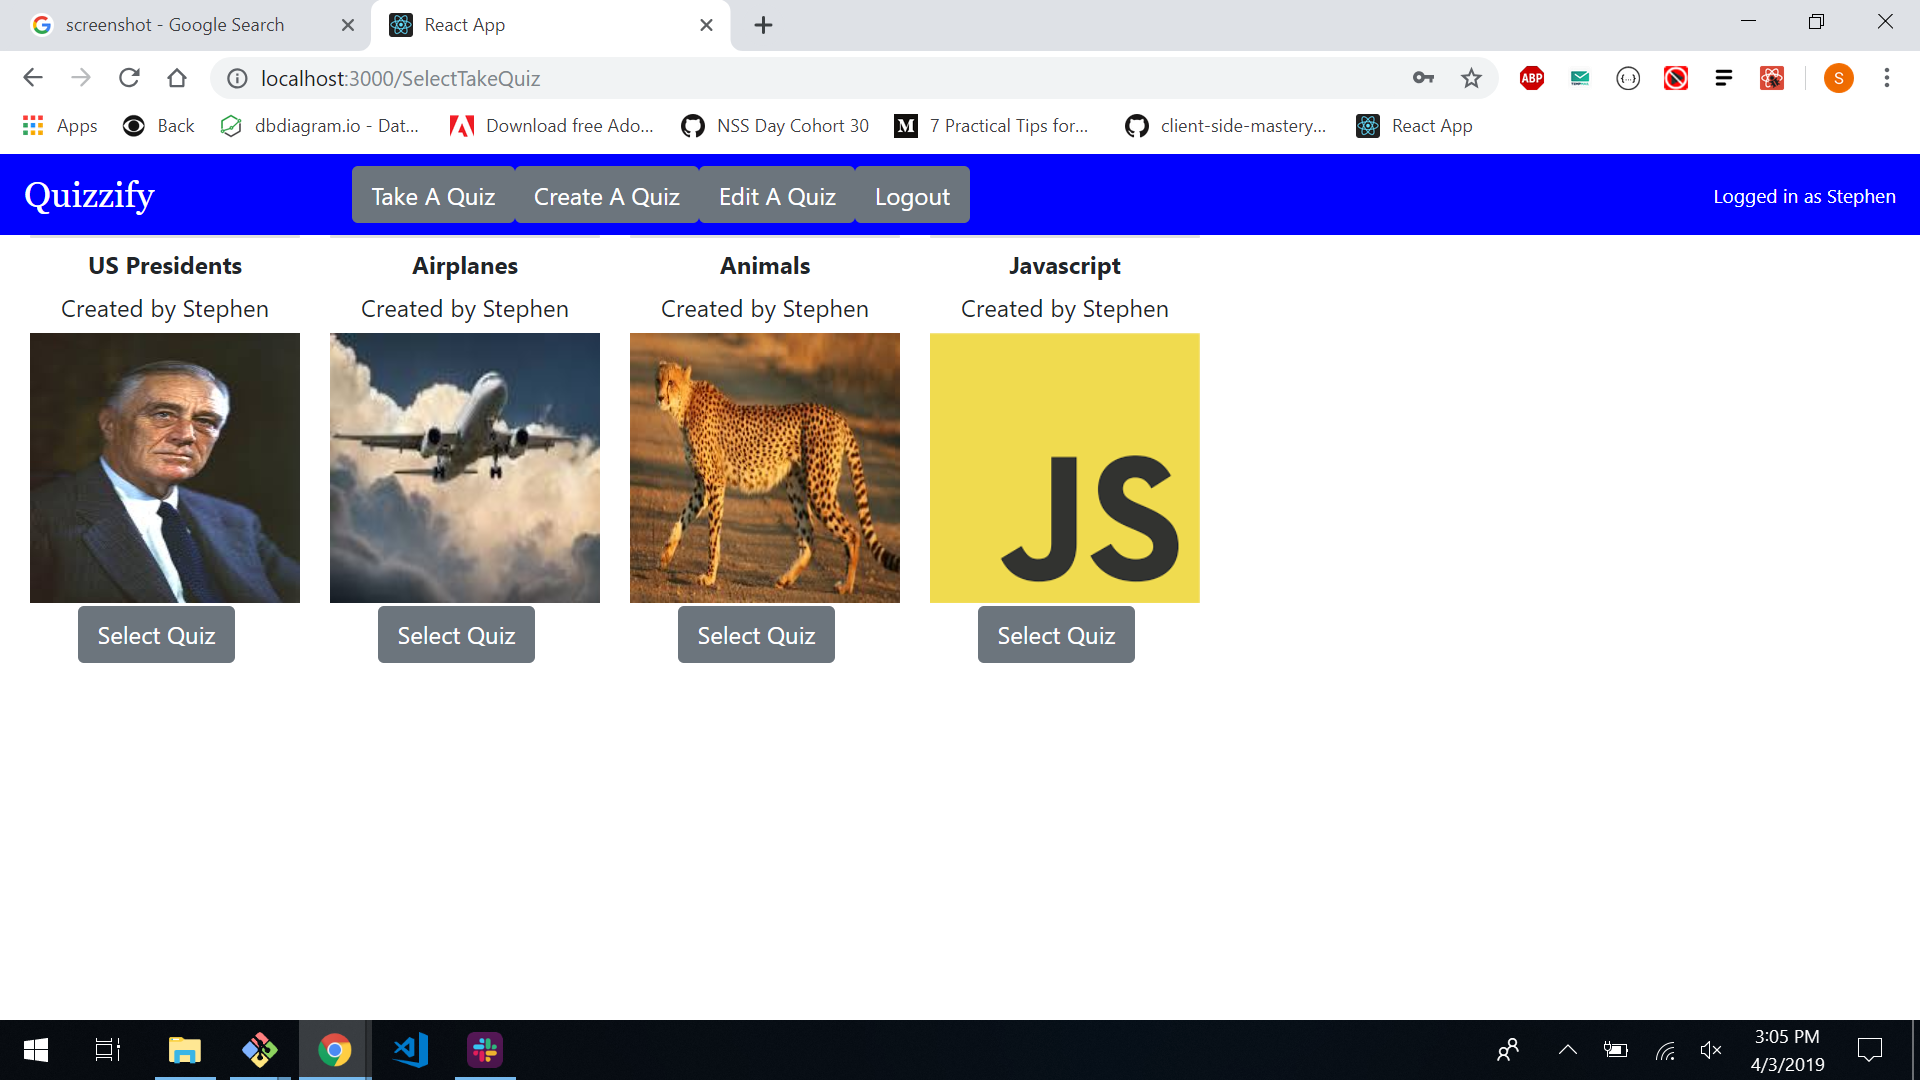 screenshot - Google Search
React App
localhost:3000/SelectTakeQuiz
ABP
S
Apps
Back
dbdiagram.io - Dat...
Download free Ado...
NSS Day Cohort 30
M
7 Practical Tips for...
client-side-mastery...
React App
Quizzify
Take A Quiz
Create A Quiz
Edit A Quiz
Logout
Logged in as Stephen
US Presidents
Created by Stephen
Select Quiz
Airplanes
Created by Stephen
Select Quiz
Animals
Created by Stephen
Select Quiz
Javascript
Created by Stephen
JS
Select Quiz
3:05 PM
4/3/2019